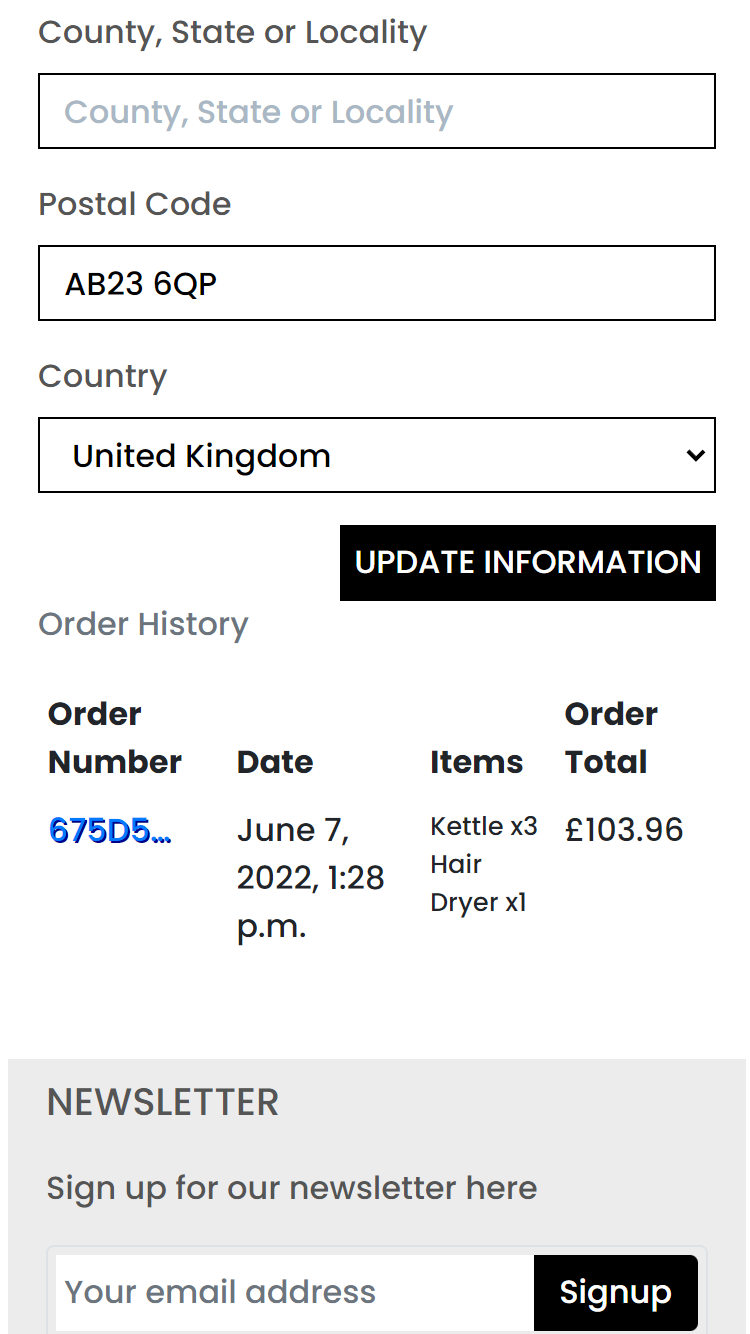 County, State or Locality
County, State or Locality
Postal Code
AB23 6QP
Country
United Kingdom
UPDATE INFORMATION
Order History
Order Number
Date
Items
Order Total
675D5...
June 7, 2022, 1:28 p.m.
Kettle x3
Hair Dryer x1
£103.96
NEWSLETTER
Sign up for our newsletter here
Your email address
Signup